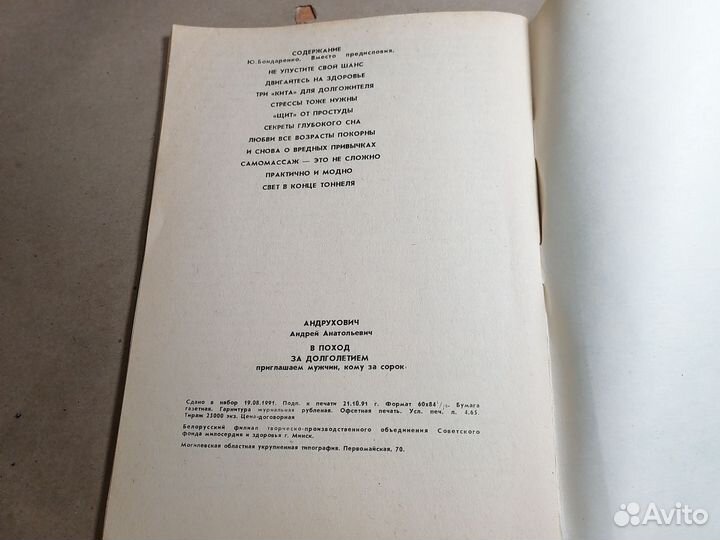 СОДЕРЖАНИЕ
Ю. Бондаренко. Вместо предисловия.
НЕ УПУСТИТЕ СВОЙ ШАНС
ДВИГАЙТЕСЬ НА ЗДОРОВЬЕ
ТРИ «КИТА» ДЛЯ ДОЛГОЖИТЕЛЯ
СТРЕССЫ ТОЖЕ НУЖНЫ
«ЩИТ» ОТ ПРОСТУДЫ
СЕКРЕТЫ ГЛУБОКОГО СНА
ЛЮБВИ ВСЕ ВОЗРАСТЫ ПОКОРНЫ
И СНОВА О ВРЕДНЫХ ПРИВЫЧКАХ
САМОМАССАЖ — ЭТО НЕ СЛОЖНО
ПРАКТИЧНО И МОДНО
СВЕТ В КОНЦЕ ТОННЕЛЯ
АНДРУХОВИЧ
Андрей Анатольевич
В ПОХОД
ЗА ДОЛГОЛЕТИЕМ
приглашаем мужчин, кому за сорок
Сдано в набор 19.08.1991. Подп. к печати 21.10.91 г. Формат 60х84 Бумага
газетная. Гарнитура журнальная рубленая. Офсетная печать. Усл. печ. л. 4.65.
Тираж 25000 экз. Цена-договорная
Белорусский филиал творческо-производственного объединения Советского
фонда милосердия и здоровья г. Минск.
Могилевская областная укрупненная типография. Первомайская, 70.
Avito